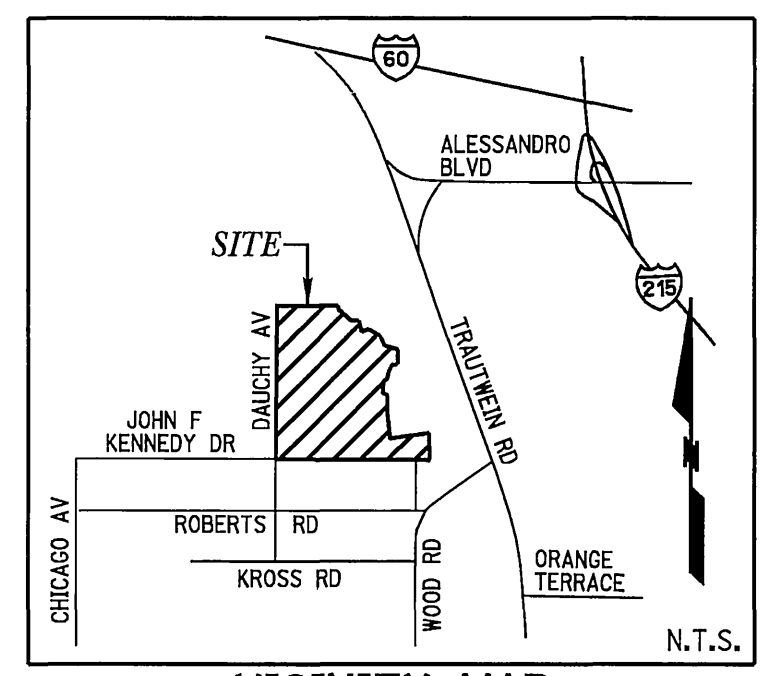 60
ALESSANDRO
BLVD
SITE
215
DAUCHY AV
TRAUTWEIN RD
JOHN F
KENNEDY DR
N
CHICAGO AV
ROBERTS RD
KROSS RD
WOOD RD
ORANGE
TERRACE
N.T.S.